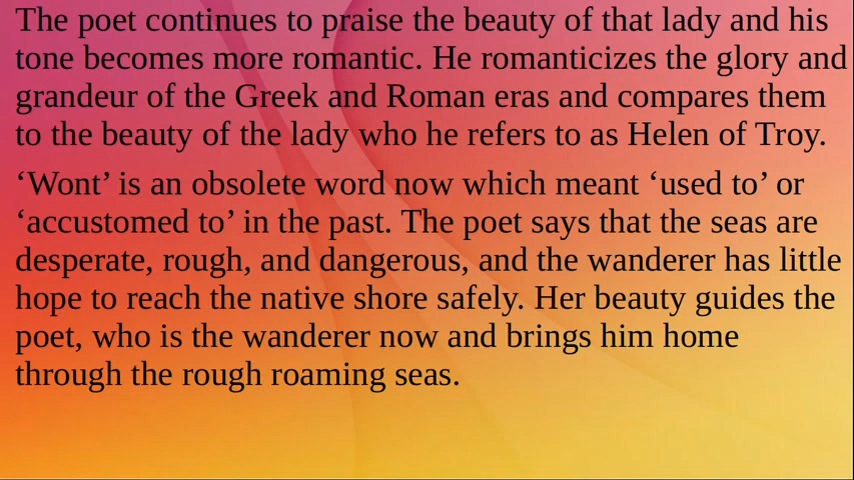 The poet continues to praise the beauty of that lady and his
tone becomes more romantic. He romanticizes the glory and
grandeur of the Greek and Roman eras and compares them
to the beauty of the lady who he refers to as Helen of Troy.
‘Wont’ is an obsolete word now which meant ‘used to’ or
‘accustomed to’ in the past. The poet says that the seas are
desperate, rough, and dangerous, and the wanderer has little
hope to reach the native shore safely. Her beauty guides the
poet, who is the wanderer now and brings him home
through the rough roaming seas.